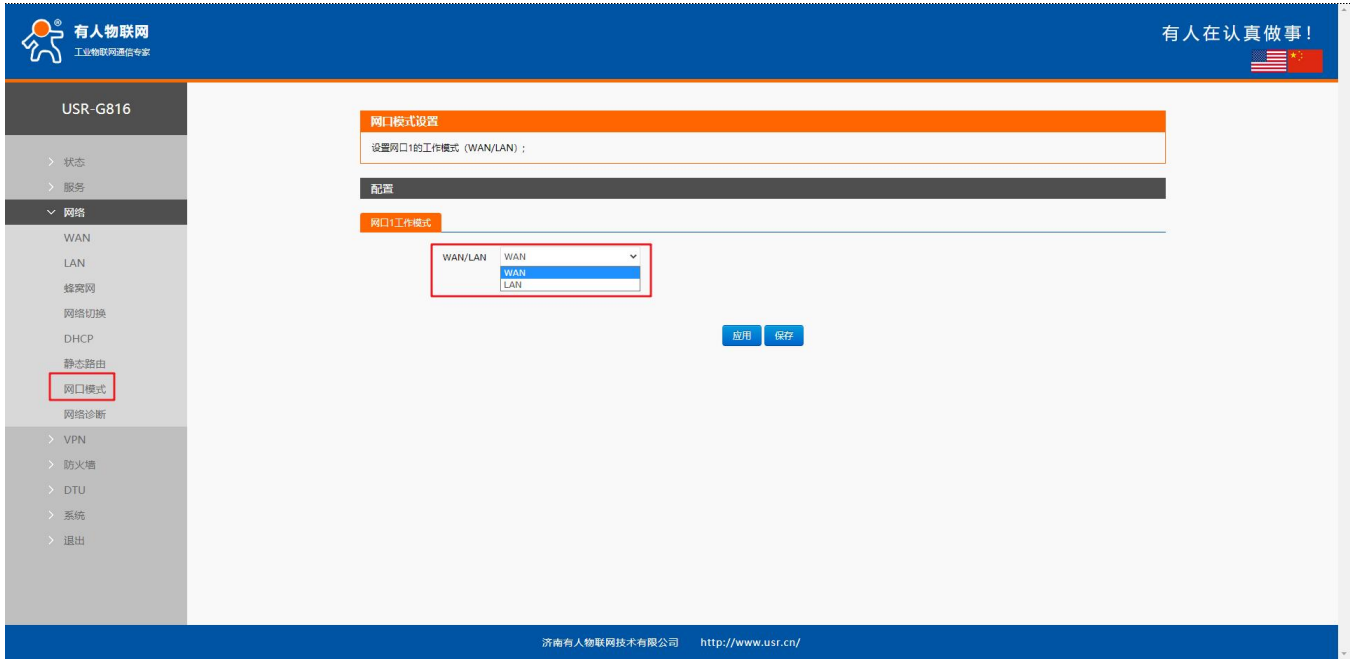 有人物联网
®
工业物联网通信专家
有人在认真做事！
USR-G816
状态
服务
网络
WAN
LAN
蜂窝网
网络切换
DHCP
静态路由
网口模式
网络诊断
VPN
防火墙
DTU
系统
退出
网口模式设置
设置网口1的工作模式（WAN/LAN）;
配置
网口1工作模式
WAN/LAN WAN
WAN
LAN
应用 保存
济南有人物联网技术有限公司 http://www.usr.cn/